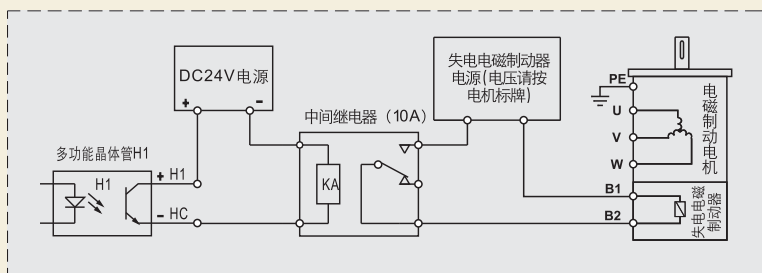 DC24V电源
+ -
失电电磁制动器
电源(电压请按
电机标牌)
中间继电器（10A）
多功能晶体管H1
H1
+ H1
- HC
KA
PE
U
V
W
B1
B2
电磁制动电机
失电电磁
制动器